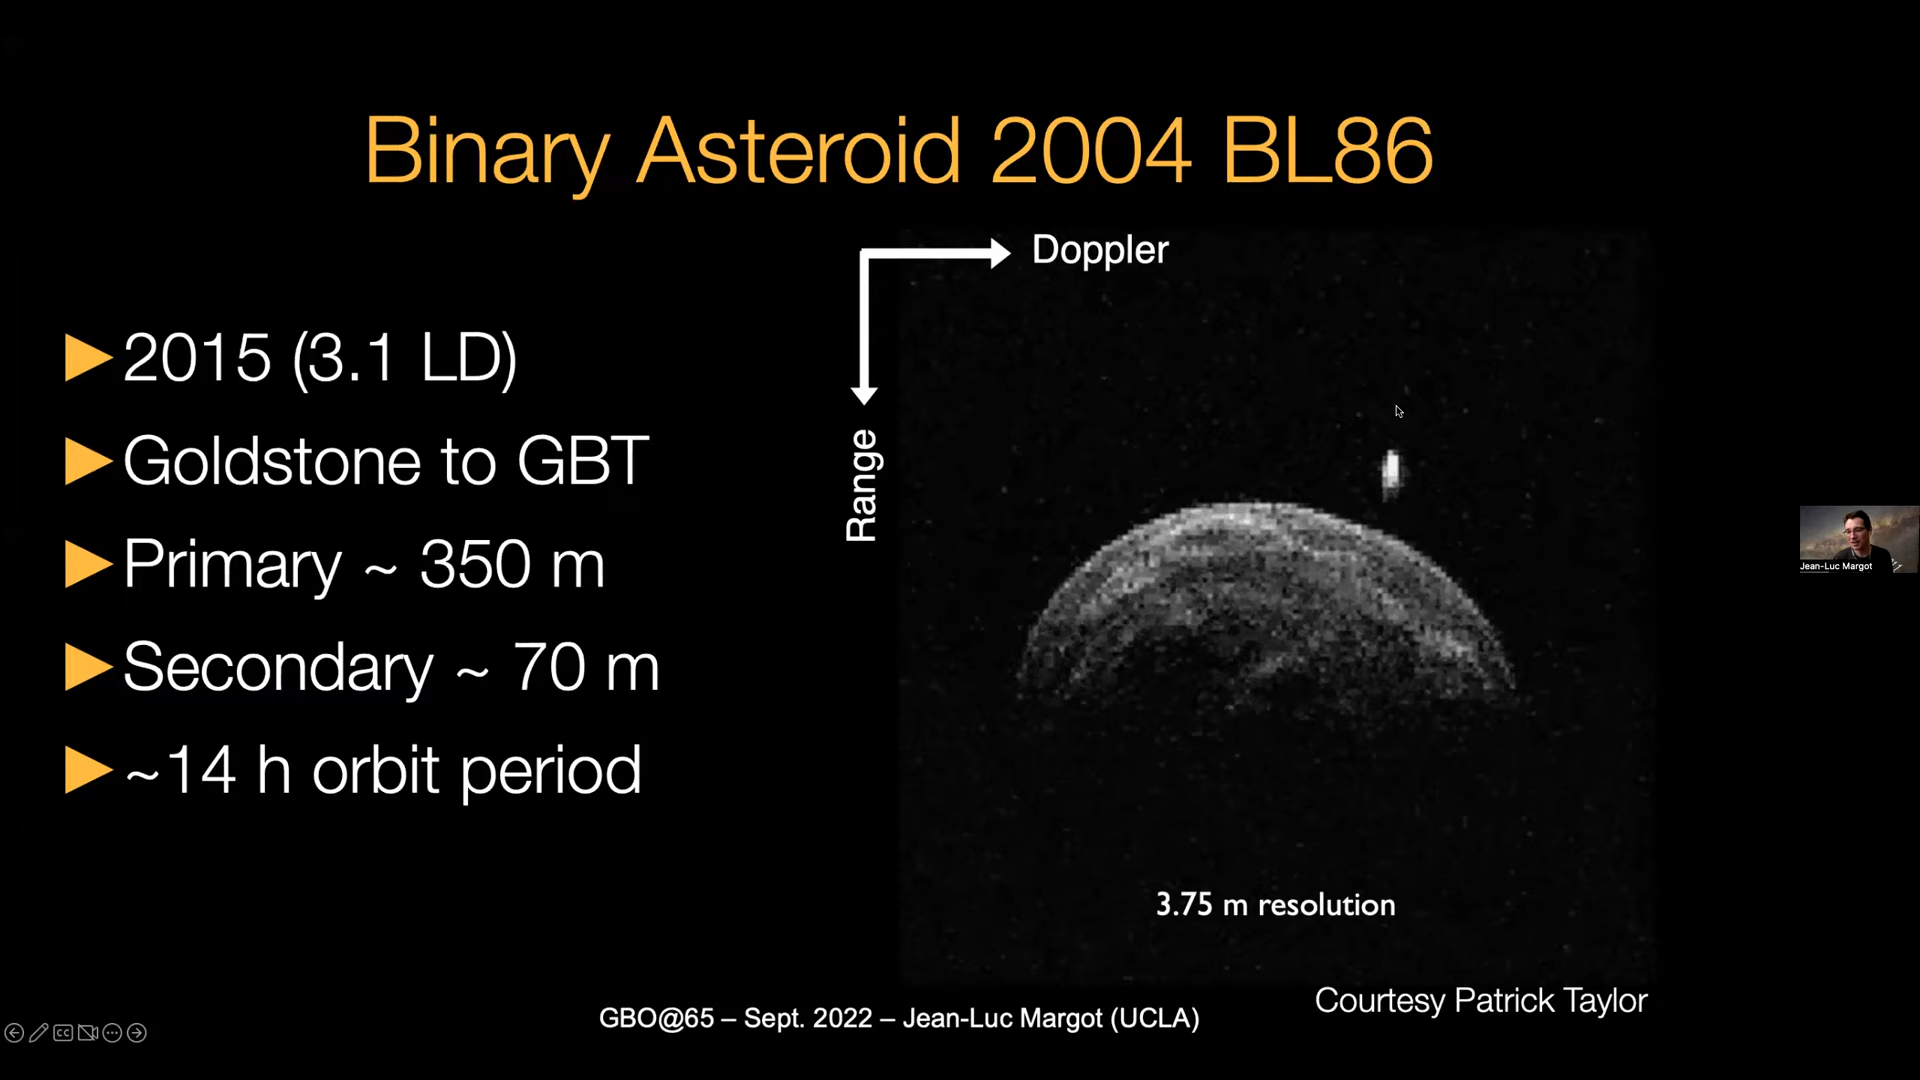 Binary Asteroid 2004 BL86
Doppler
Range
2015 (3.1 LD)
Goldstone to GBT
Primary ~ 350 m
Secondary ~ 70 m
~14 h orbit period
3.75 m resolution
Courtesy Patrick Taylor
GBO@65 – Sept. 2022 – Jean-Luc Margot (UCLA)
Jean-Luc Margot
CC